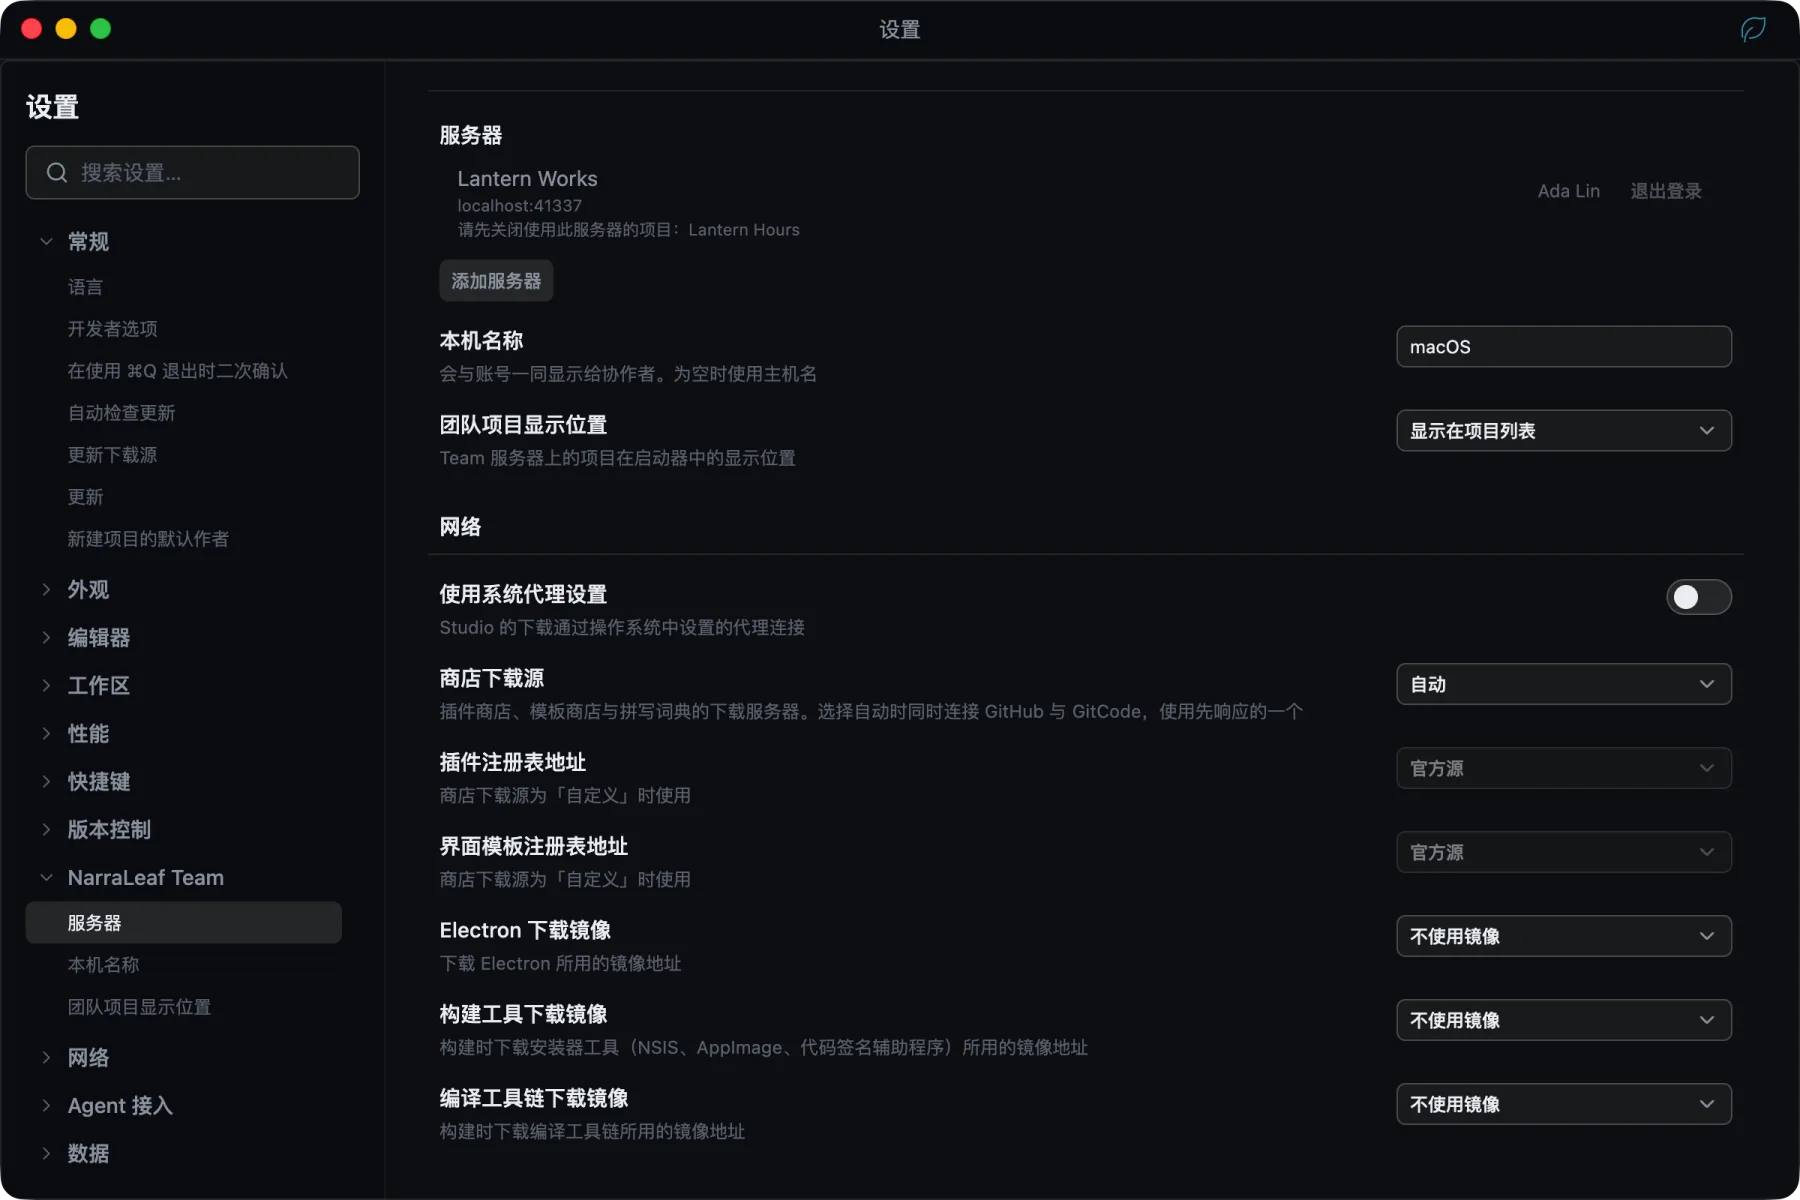 设置
设置
搜索设置...
常规
语言
开发者选项
在使用 ⌘Q 退出时二次确认
自动检查更新
更新下载源
更新
新建项目的默认作者
外观
编辑器
工作区
性能
快捷键
版本控制
NarraLeaf Team
服务器
本机名称
团队项目显示位置
网络
Agent 接入
数据
服务器
Lantern Works
localhost:41337
请先关闭使用此服务器的项目：Lantern Hours
Ada Lin 退出登录
添加服务器
本机名称
会与账号一同显示给协作者。为空时使用主机名
macOS
团队项目显示位置
Team 服务器上的项目在启动器中的显示位置
显示在项目列表
网络
使用系统代理设置
Studio 的下载通过操作系统中设置的代理连接
商店下载源
插件商店、模板商店与拼写词典的下载服务器。选择自动时同时连接 GitHub 与 GitCode，使用先响应的一个
自动
插件注册表地址
商店下载源为「自定义」时使用
官方源
界面模板注册表地址
商店下载源为「自定义」时使用
官方源
Electron 下载镜像
下载 Electron 所用的镜像地址
不使用镜像
构建工具下载镜像
构建时下载安装器工具（NSIS、AppImage、代码签名辅助程序）所用的镜像地址
不使用镜像
编译工具链下载镜像
构建时下载编译工具链所用的镜像地址
不使用镜像